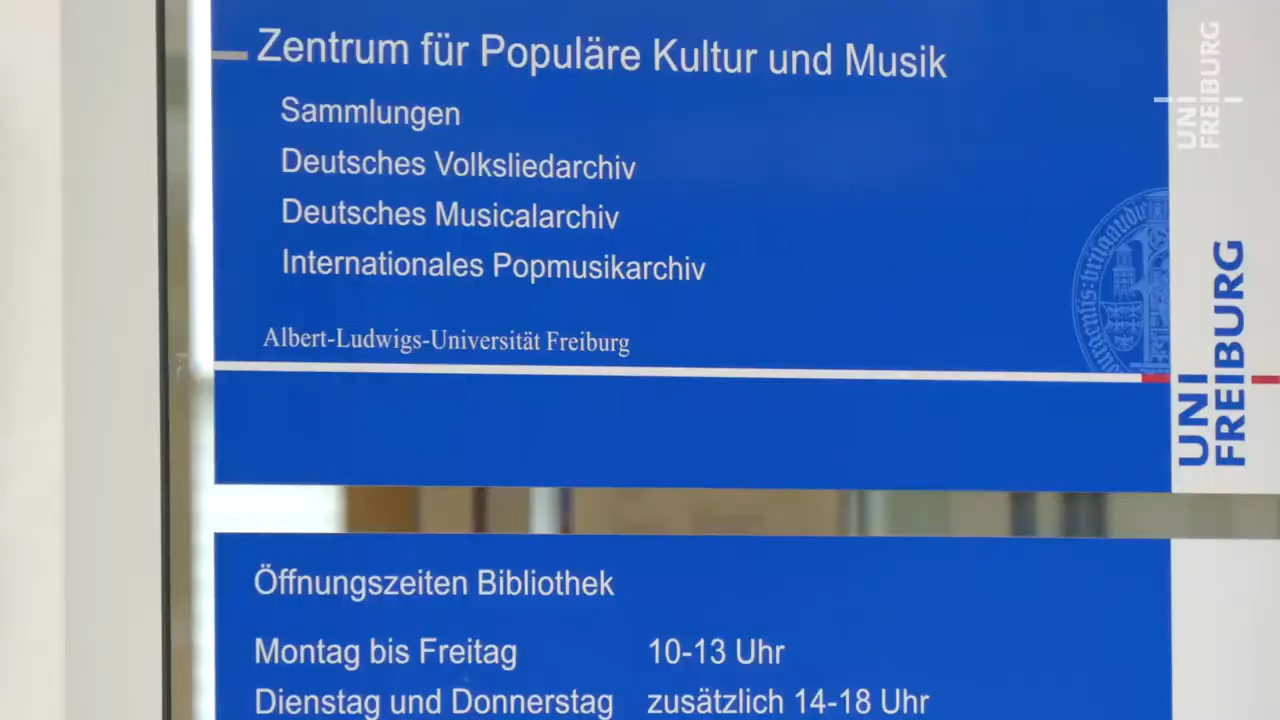 Zentrum für Populäre Kultur und Musik
Sammlungen
Deutsches Volksliedarchiv
Deutsches Musicalarchiv
Internationales Popmusikarchiv
Albert-Ludwigs-Universität Freiburg
UNI
FREIBURG
UNI
FREIBURG
Öffnungszeiten Bibliothek
Montag bis Freitag 10-13 Uhr
Dienstag und Donnerstag zusätzlich 14-18 Uhr